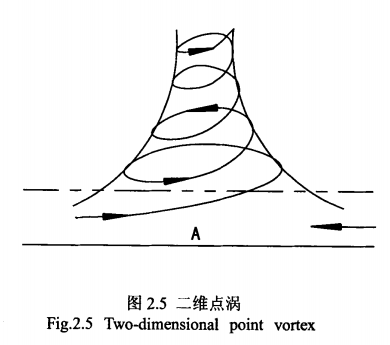 A
图 2.5 二维点涡
Fig.2.5 Two-dimensional point vortex